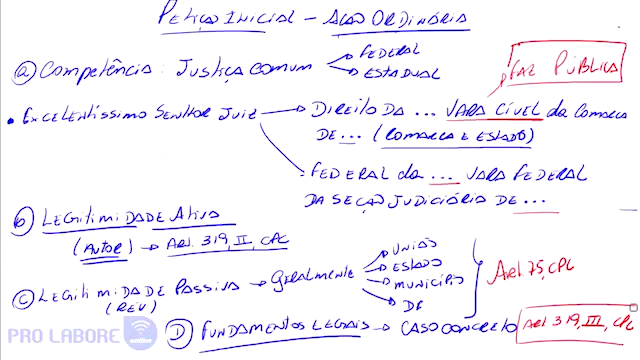 PETIÇÃO INICIAL - AÇÃO ORDINÁRIA
a) COMPETÊNCIA: JUSTIÇA COMUM
FEDERAL
ESTADUAL
FAZ PÚBLICA
• EXCELENTÍSSIMO SENHOR JUIZ → DIREITO DA ... VARA CÍVEL da COMARCA
DE ... (COMARCA E ESTADO)
FEDERAL da ... VARA FEDERAL
DA SEÇÃO JUDICIÓRIA DE ...
b) LEGITIMIDADE ATIVA
(AUTOR) → ART. 319, II, CPC
c) LEGITIMIDADE PASSIVA → GERALMENTE
(RÉU)
UNIÃO
ESTADO
MUNICÍPIO
DF
Art. 75, CPC
D) FUNDAMENTOS LEGAIS → CASO CONCRETO Art. 319, III, CPC
PRO LABORE